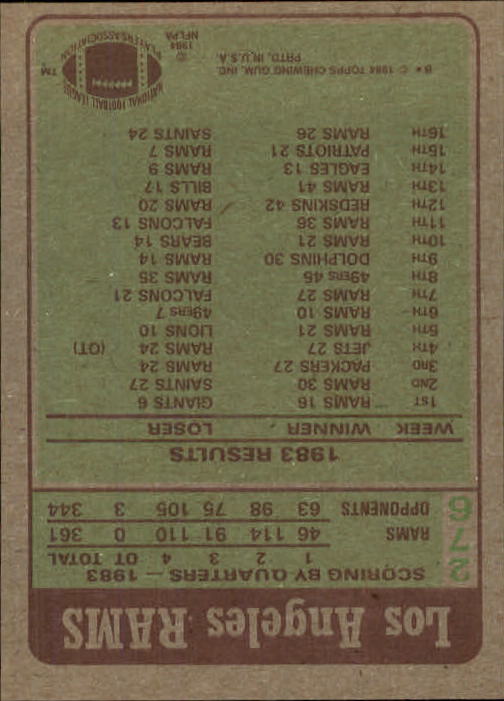 Los Angeles RAMS
276
SCORING BY QUARTERS — 1983
1 2 3 4 OT TOTAL
RAMS 46 114 91 110 0 361
OPPONENTS 63 98 75 105 3 344
1983 RESULTS
WEEK WINNER LOSER
1ST RAMS 16 GIANTS 6
2ND RAMS 30 SAINTS 27
3RD PACKERS 27 RAMS 24
4TH JETS 27 RAMS 24 (OT)
5TH RAMS 21 LIONS 10
6TH RAMS 10 49ERS 7
7TH RAMS 27 FALCONS 21
8TH 49ERS 45 RAMS 35
9TH DOLPHINS 30 RAMS 14
10TH RAMS 21 BEARS 14
11TH RAMS 36 FALCONS 13
12TH REDSKINS 42 RAMS 20
13TH RAMS 41 BILLS 17
14TH EAGLES 13 RAMS 9
15TH PATRIOTS 21 RAMS 7
16TH RAMS 26 SAINTS 24
B • © 1984 TOPPS CHEWING GUM, INC.
PRTD. IN U.S.A.
© 1984
NFLPA
NATIONAL FOOTBALL LEAGUE
PLAYERS ASSOCIATION
TM